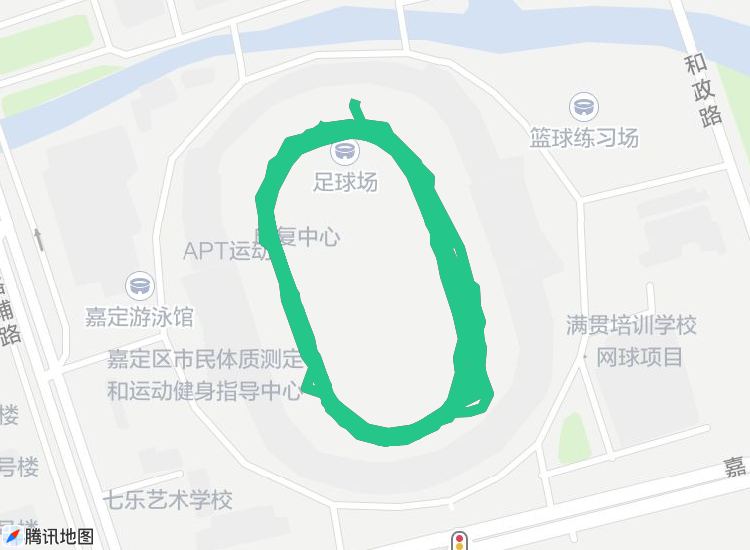 和政路
篮球练习场
足球场
康复中心
APT运动
嘉定游泳馆
满贯培训学校
网球项目
嘉定区市民体质测定
和运动健身指导中心
楼
号楼
七乐艺术学校
嘉
号楼
腾讯地图